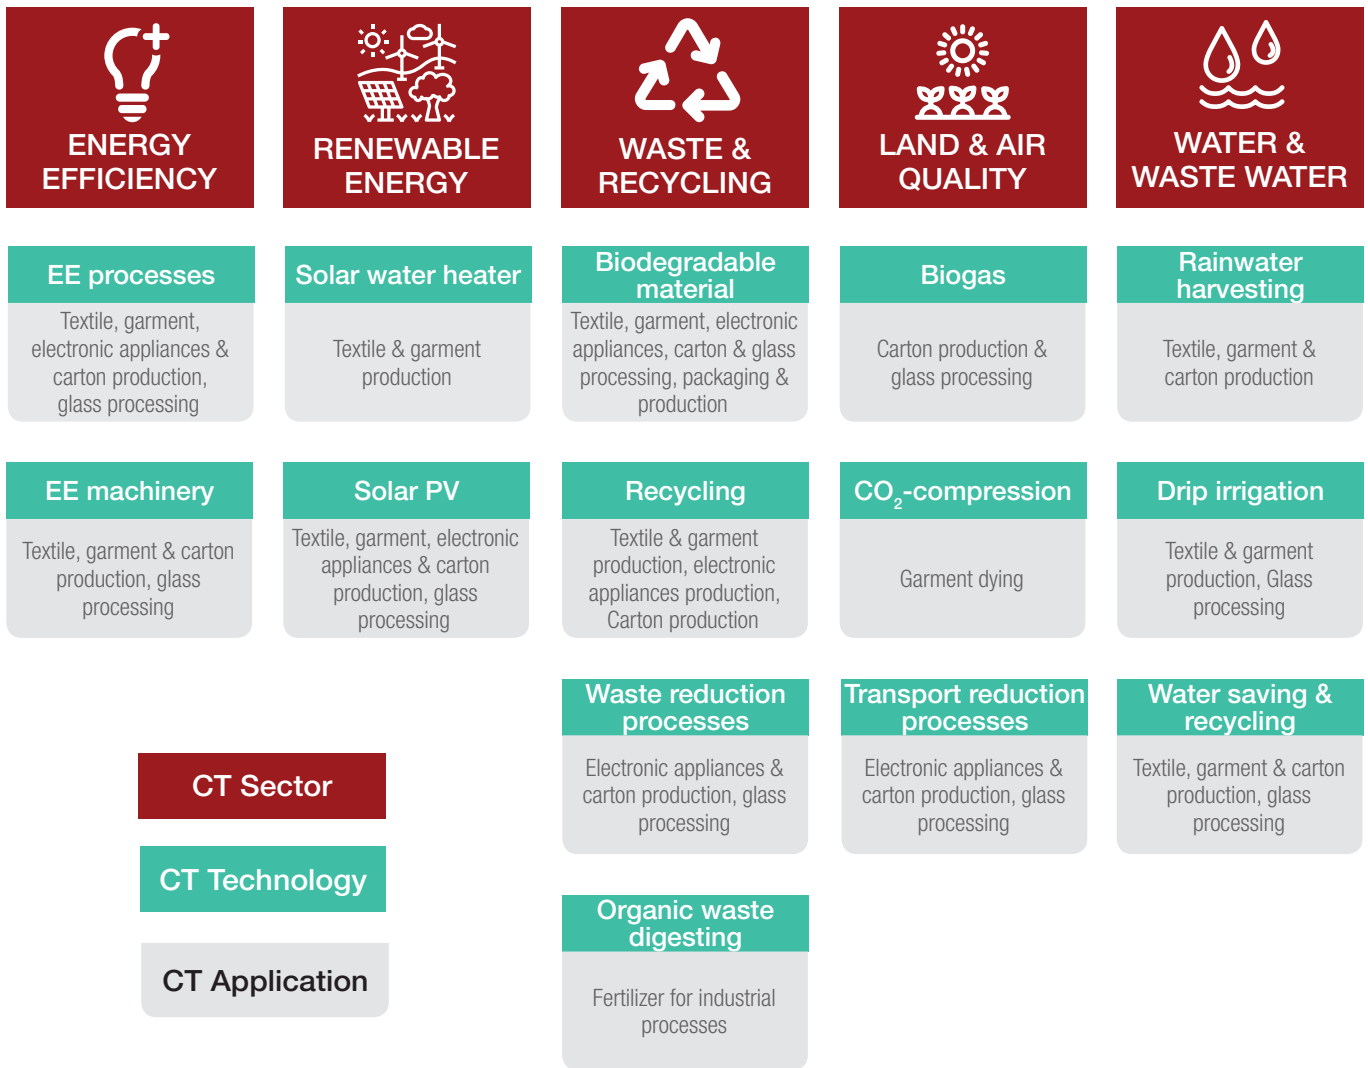 ENERGY
EFFICIENCY
RENEWABLE
ENERGY
WASTE &
RECYCLING
LAND & AIR
QUALITY
WATER &
WASTE WATER
EE processes
Textile, garment,
electronic appliances &
carton production,
glass processing
Solar water heater
Textile & garment
production
Biodegradable
material
Textile, garment, electronic
appliances, carton & glass
processing, packaging &
production
Biogas
Carton production &
glass processing
Rainwater
harvesting
Textile, garment &
carton production
EE machinery
Textile, garment & carton
production, glass
processing
Solar PV
Textile, garment, electronic
appliances & carton
production, glass
processing
Recycling
Textile & garment
production, electronic
appliances production,
Carton production
CO₂-compression
Garment dying
Drip irrigation
Textile & garment
production, Glass
processing
Waste reduction
processes
Electronic appliances &
carton production, glass
processing
Transport reduction
processes
Electronic appliances &
carton production, glass
processing
Water saving &
recycling
Textile, garment & carton
production, glass
processing
Organic waste
digesting
Fertilizer for industrial
processes
CT Sector
CT Technology
CT Application